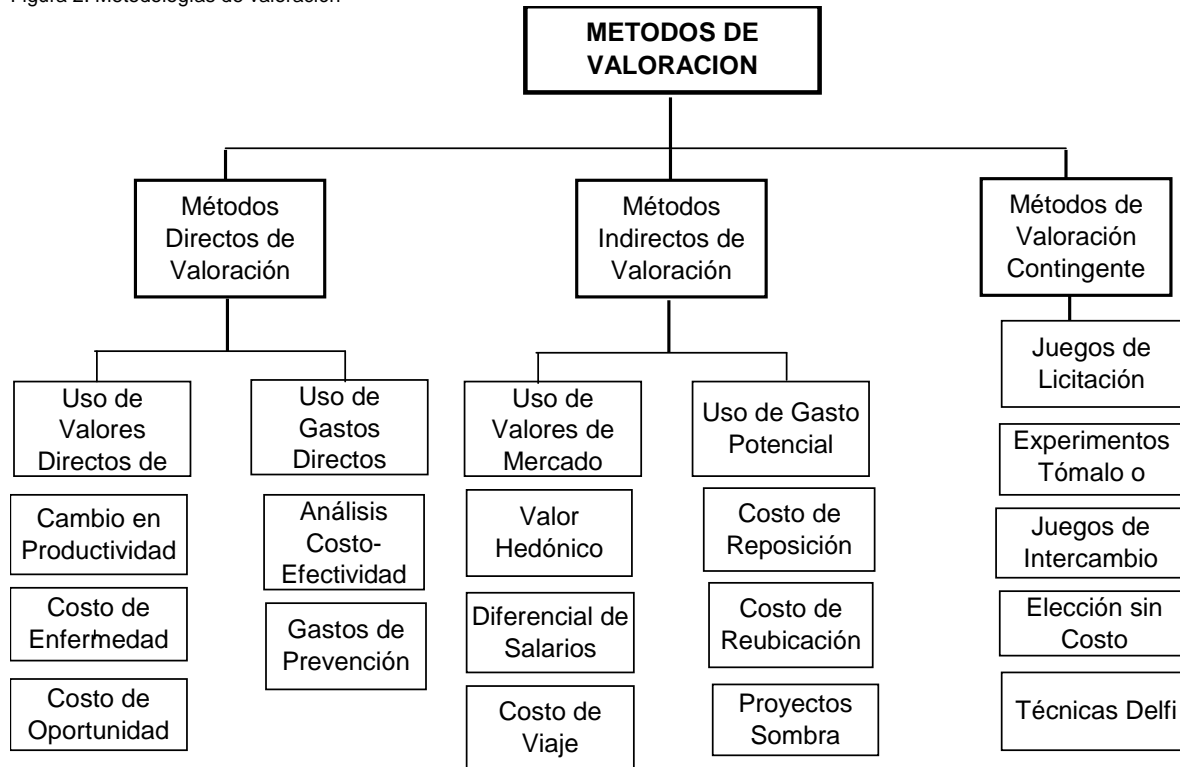 Figura 2. Metodologías de valoración
METODOS DE
VALORACION
Métodos
Directos de
Valoración
Métodos
Indirectos de
Valoración
Métodos de
Valoración
Contingente
Uso de
Valores
Directos de
Cambio en
Productividad
Costo de
Enfermedad
Costo de
Oportunidad
Uso de
Gastos
Directos
Análisis
Costo-
Efectividad
Gastos de
Prevención
Uso de
Valores de
Mercado
Valor
Hedónico
Diferencial de
Salarios
Costo de
Viaje
Uso de Gasto
Potencial
Costo de
Reposición
Costo de
Reubicación
Proyectos
Sombra
Juegos de
Licitación
Experimentos
Tómalo o
Juegos de
Intercambio
Elección sin
Costo
Técnicas Delfi